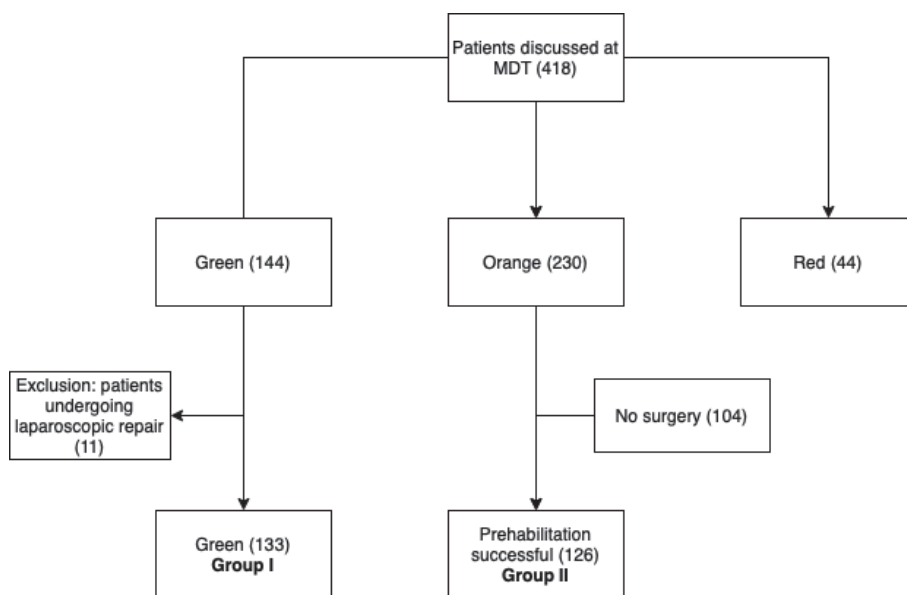 Patients discussed at
MDT (418)
Green (144)
Orange (230)
Red (44)
Exclusion: patients
undergoing
laparoscopic repair
(11)
No surgery (104)
Green (133)
Group I
Prehabilitation
successful (126)
Group II